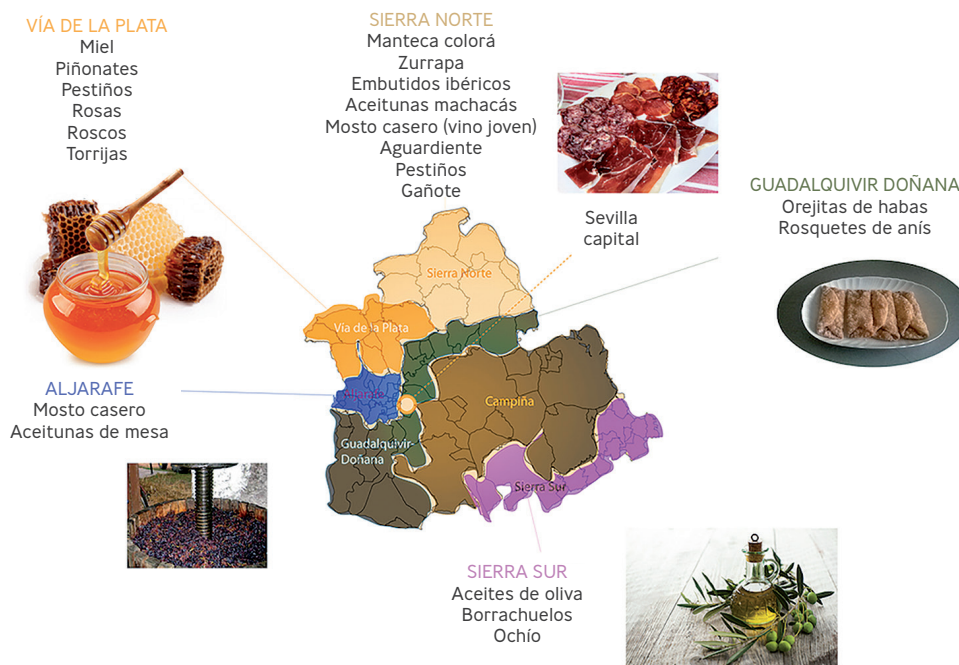 VÍA DE LA PLATA
Miel
Piñonates
Pestiños
Rosas
Roscos
Torrijas
SIERRA NORTE
Manteca colorá
Zurrapa
Embutidos ibéricos
Aceitunas machacás
Mosto casero (vino joven)
Aguardiente
Pestiños
Gañote
GUADALQUIVIR DOÑANA
Orejitas de habas
Rosquetes de anís
Sevilla
capital
Sierra Norte
Vía de la Plata
Aljarafe
Campiña
Guadalquivir-
Doñana
Sierra Sur
ALJARAFE
Mosto casero
Aceitunas de mesa
SIERRA SUR
Aceites de oliva
Borrachuelos
Ochío